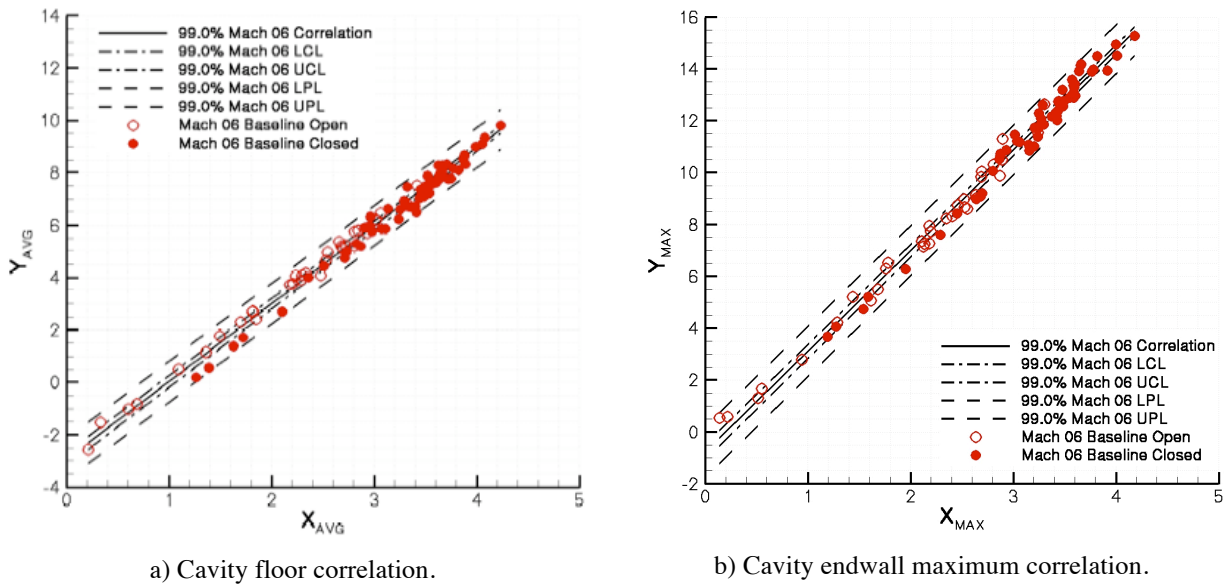 14
12
10
8
6
4
2
0
-2
-4
Y AVG
99.0% Mach 06 Correlation
99.0% Mach 06 LCL
99.0% Mach 06 UCL
99.0% Mach 06 LPL
99.0% Mach 06 UPL
Mach 06 Baseline Open
Mach 06 Baseline Closed
0 1 2 3 4 5
X AVG
a) Cavity floor correlation.
16
14
12
10
8
6
4
2
0
-2
Y MAX
99.0% Mach 06 Correlation
99.0% Mach 06 LCL
99.0% Mach 06 UCL
99.0% Mach 06 LPL
99.0% Mach 06 UPL
Mach 06 Baseline Open
Mach 06 Baseline Closed
0 1 2 3 4 5
X MAX
b) Cavity endwall maximum correlation.